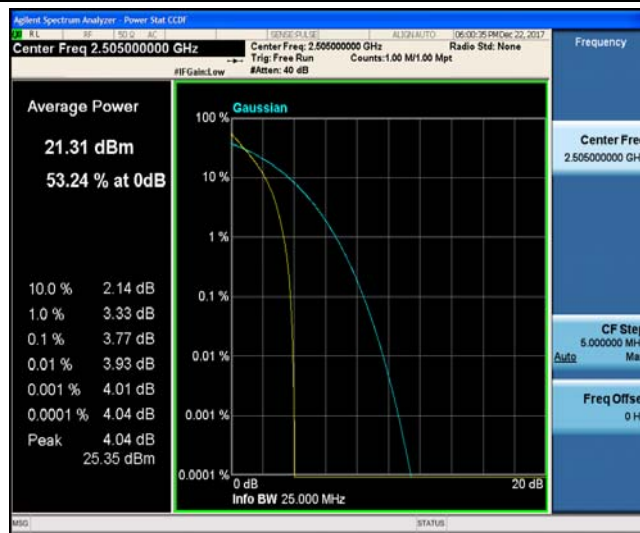 Agilent Spectrum Analyzer - Power Stat CCDF
RL RF 50 Ω AC SENSE:PULSE ALIGN AUTO 06:00:35 PM Dec 22, 2017
Center Freq 2.505000000 GHz
Center Freq: 2.505000000 GHz Radio Std: None
Trig: Free Run Counts:1.00 M/1.00 Mpt
#IFGain:Low #Atten: 40 dB
Frequency
Average Power
21.31 dBm
53.24 % at 0dB
10.0 % 2.14 dB
1.0 % 3.33 dB
0.1 % 3.77 dB
0.01 % 3.93 dB
0.001 % 4.01 dB
0.0001 % 4.04 dB
Peak 4.04 dB
25.35 dBm
Gaussian
100 %
10 %
1 %
0.1 %
0.01 %
0.001 %
0.0001 %
0 dB 20 dB
Info BW 25.000 MHz
Center Fre
2.505000000 GH
CF Step
5.000000 MH
Auto Ma
Freq Offse
0 H
MSG STATUS